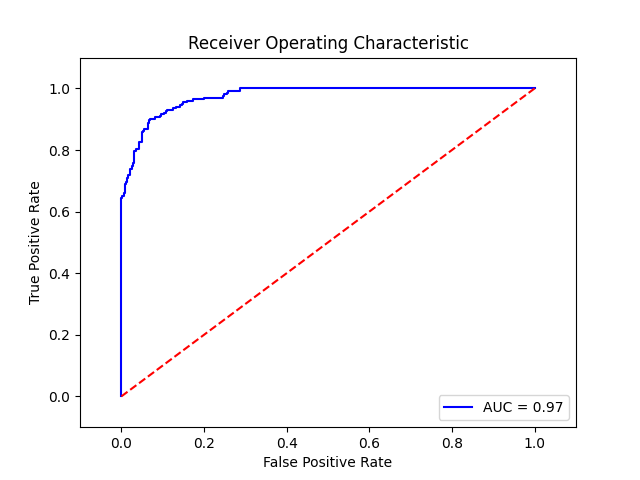 Receiver Operating Characteristic
True Positive Rate
1.0
0.8
0.6
0.4
0.2
0.0
AUC = 0.97
0.0 0.2 0.4 0.6 0.8 1.0
False Positive Rate